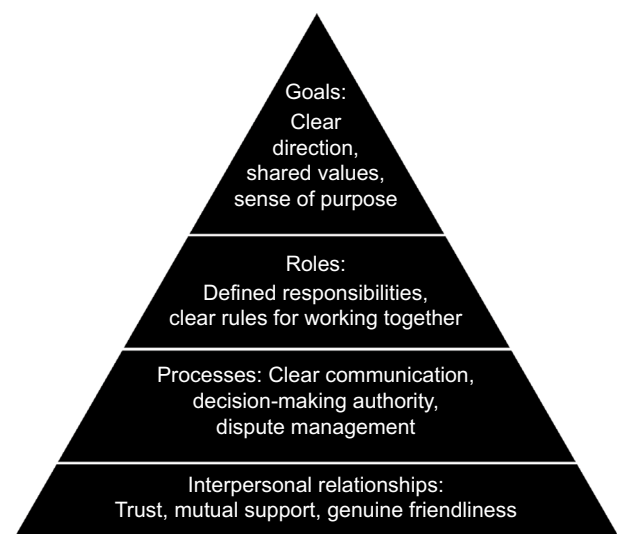 Goals:
Clear
direction,
shared values,
sense of purpose
Roles:
Defined responsibilities,
clear rules for working together
Processes: Clear communication,
decision-making authority,
dispute management
Interpersonal relationships:
Trust, mutual support, genuine friendliness